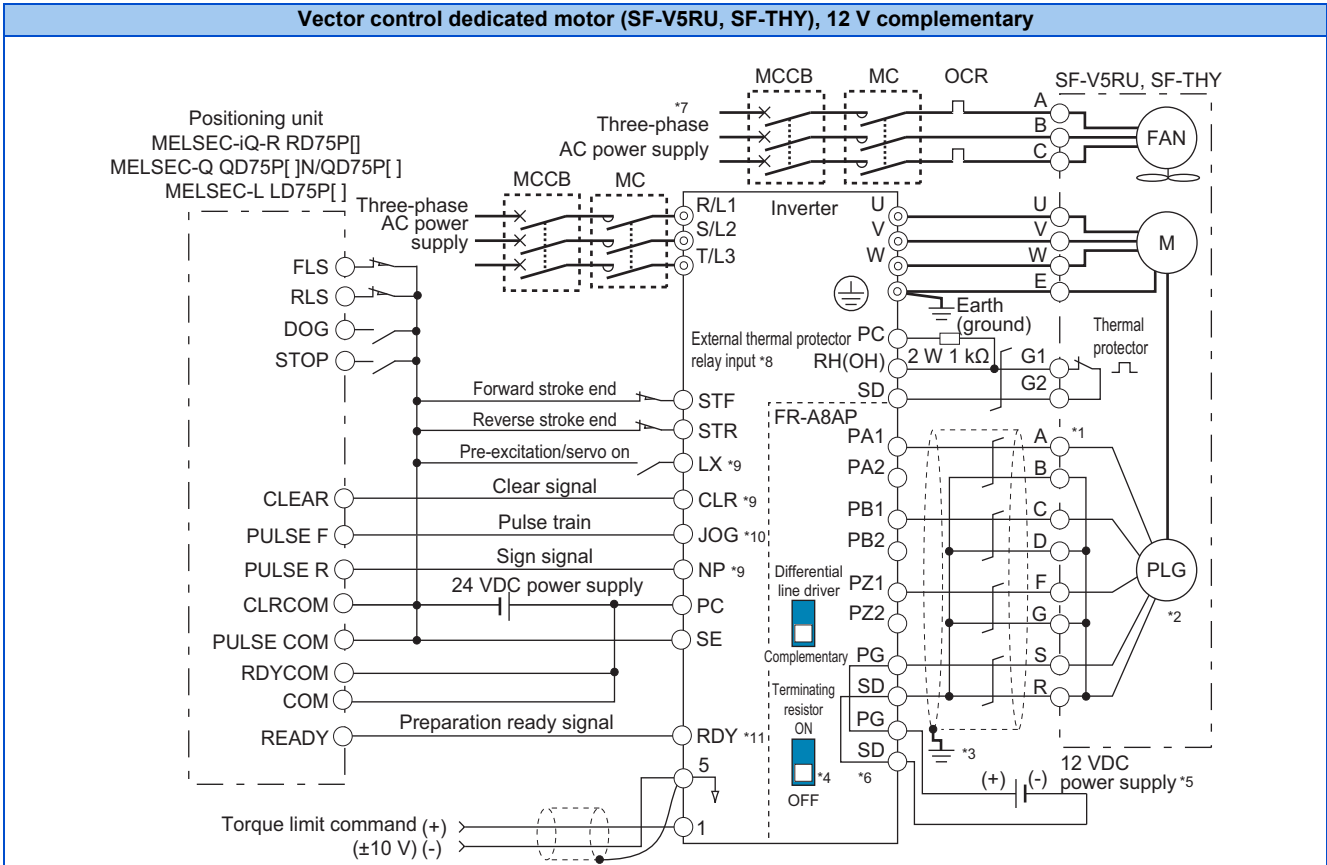 Vector control dedicated motor (SF-V5RU, SF-THY), 12 V complementary
MCCB
MC
OCR
SF-V5RU, SF-THY
Positioning unit
MELSEC-iQ-R RD75P[]
MELSEC-Q QD75P[ ]N/QD75P[ ]
MELSEC-L LD75P[ ]
*7
Three-phase
AC power supply
A
B
C
FAN
MCCB
MC
Three-phase
AC power
supply
R/L1
S/L2
T/L3
Inverter
U
V
W
U
V
W
E
M
FLS
RLS
DOG
STOP
Earth
(ground)
External thermal protector
relay input *8
PC
RH(OH)
SD
2 W 1 kΩ
G1
G2
Thermal
protector
Forward stroke end
STF
Reverse stroke end
STR
Pre-excitation/servo on
LX *9
CLEAR
Clear signal
CLR *9
PULSE F
Pulse train
JOG *10
PULSE R
Sign signal
NP *9
CLRCOM
24 VDC power supply
PC
PULSE COM
SE
RDYCOM
COM
READY
Preparation ready signal
RDY *11
5
Torque limit command (+)
(±10 V) (-)
1
FR-A8AP
PA1
PA2
PB1
PB2
PZ1
PZ2
PG
SD
PG
SD
Differential
line driver
Complementary
Terminating
resistor
ON
*4
OFF
*6
A
*1
B
C
D
F
G
S
R
PLG
*2
*3
12 VDC
power supply *5
(+)
(-)